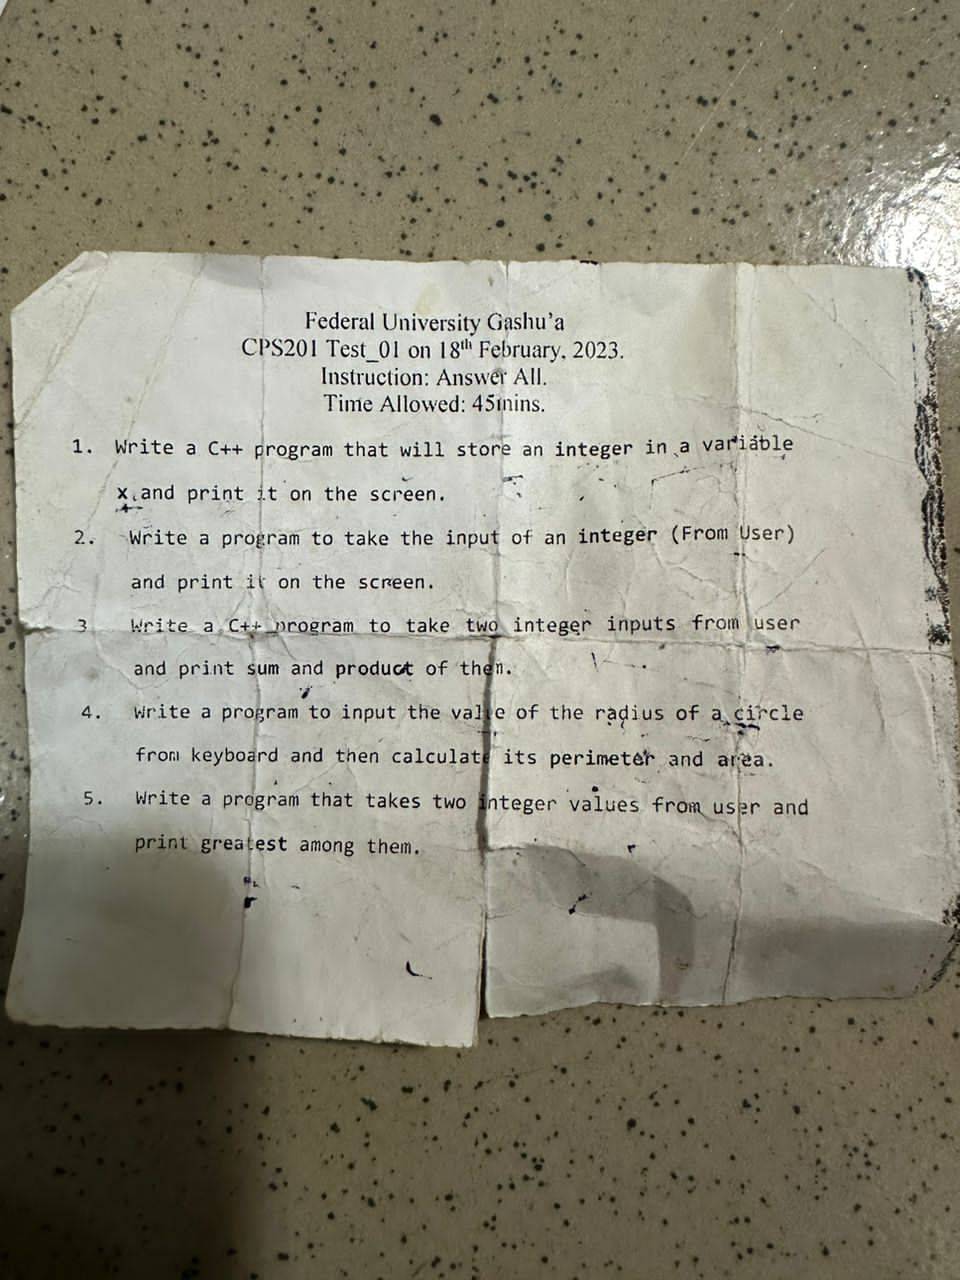 Federal University Gashu'a
CPS201 Test_01 on 18th February, 2023.
Instruction: Answer All.
Time Allowed: 45mins.
1. Write a C++ program that will store an integer in a variable
x and print it on the screen.
2. Write a program to take the input of an integer (From User)
and print it on the screen.
3 Write a C++ program to take two integer inputs from user
and print sum and product of them.
4. Write a program to input the value of the radius of a circle
from keyboard and then calculate its perimeter and area.
5. Write a program that takes two integer values from user and
print greatest among them.